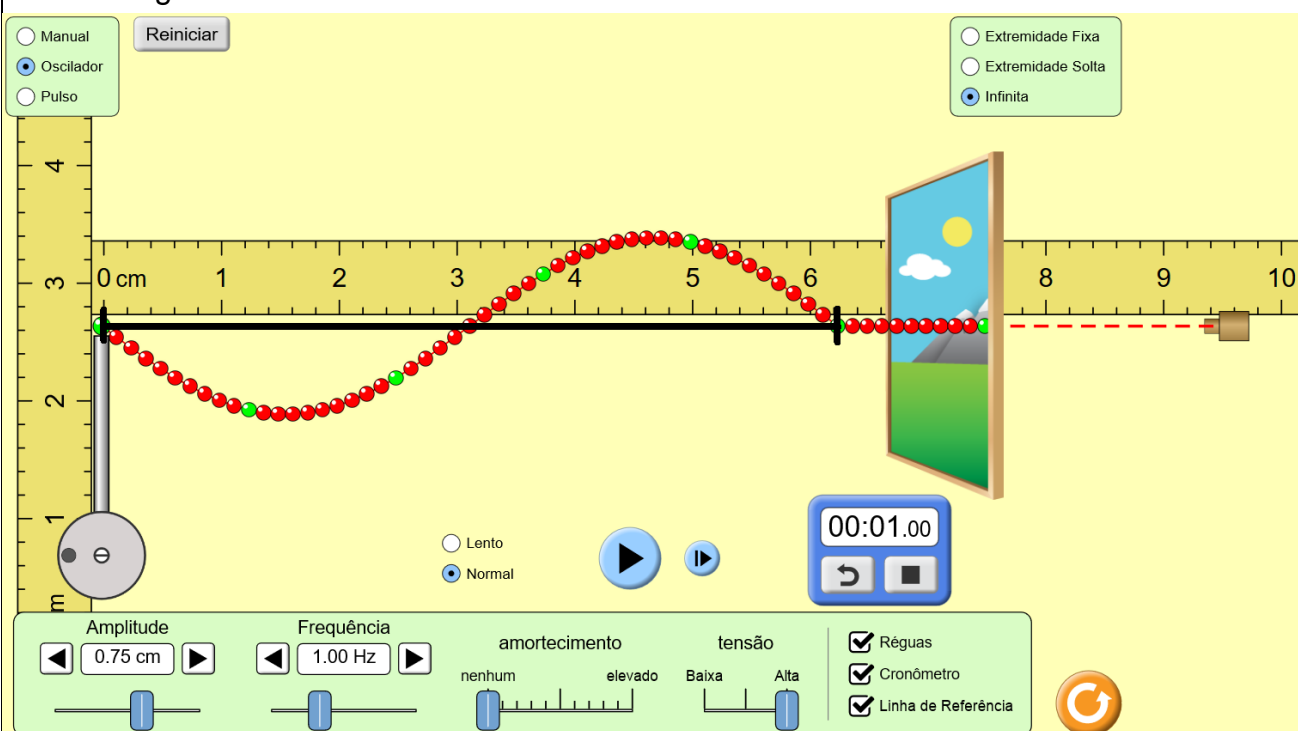 Manual
Oscilador
Pulso
Reiniciar
Extremidade Fixa
Extremidade Solta
Infinita
4
3
2
1
0 cm 1 2 3 4 5 6 8 9 10
Lento
Normal
00:01.00
Amplitude
0.75 cm
Frequência
1.00 Hz
amortecimento
nenhum elevado
tensão
Baixa Alta
Réguas
Cronômetro
Linha de Referência